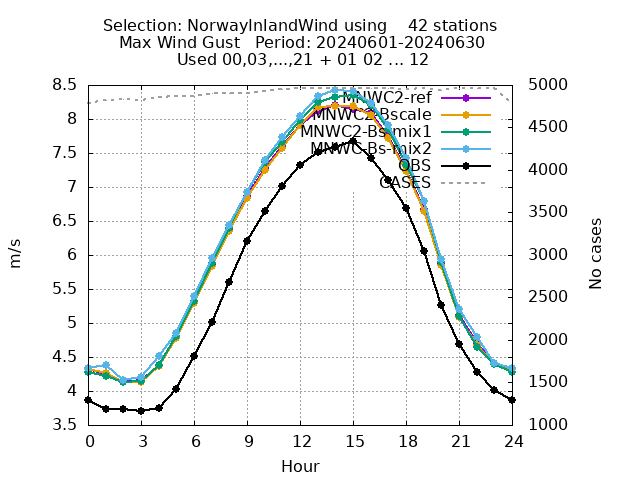 Selection: NorwayInlandWind using    42 stations
Max Wind Gust   Period: 20240601-20240630
Used 00,03,...,21 + 01 02 ... 12
8.5
8
7.5
7
6.5
6
5.5
5
4.5
4
3.5
m/s
MNWC2-ref
MNWC2-Bscale
MNWC2-Bs-mix1
MNWC-Bs-mix2
OBS
CASES
5000
4500
4000
3500
3000
2500
2000
1500
1000
No cases
0 3 6 9 12 15 18 21 24
Hour